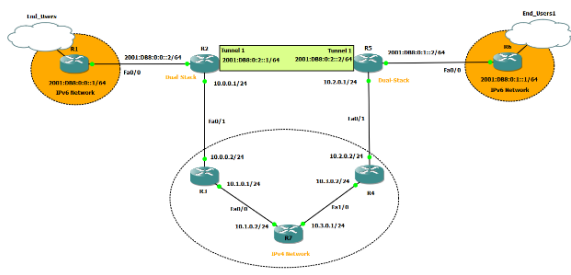 End_Users
End_Users1
R1
2001:DB8:0:0::2/64
R2
Tunnel 1
2001:DB8:0:2::1/64
Tunnel 1
2001:DB8:0:2::2/64
R5
2001:DB8:0:1::2/64
R6
Fa0/0
Dual-Stack
Dual-Stack
Fa0/0
2001:DB8:0:0::1/64
IPv6 Network
10.0.0.1/24
10.2.0.1/24
2001:DB8:0:1::1/64
IPv6 Network
Fa0/1
Fa0/1
10.0.0.2/24
10.2.0.2/24
R3
10.1.0.1/24
10.3.0.2/24
R4
Fa0/0
Fa1/0
10.1.0.2/24
R7
10.3.0.1/24
IPv4 Network